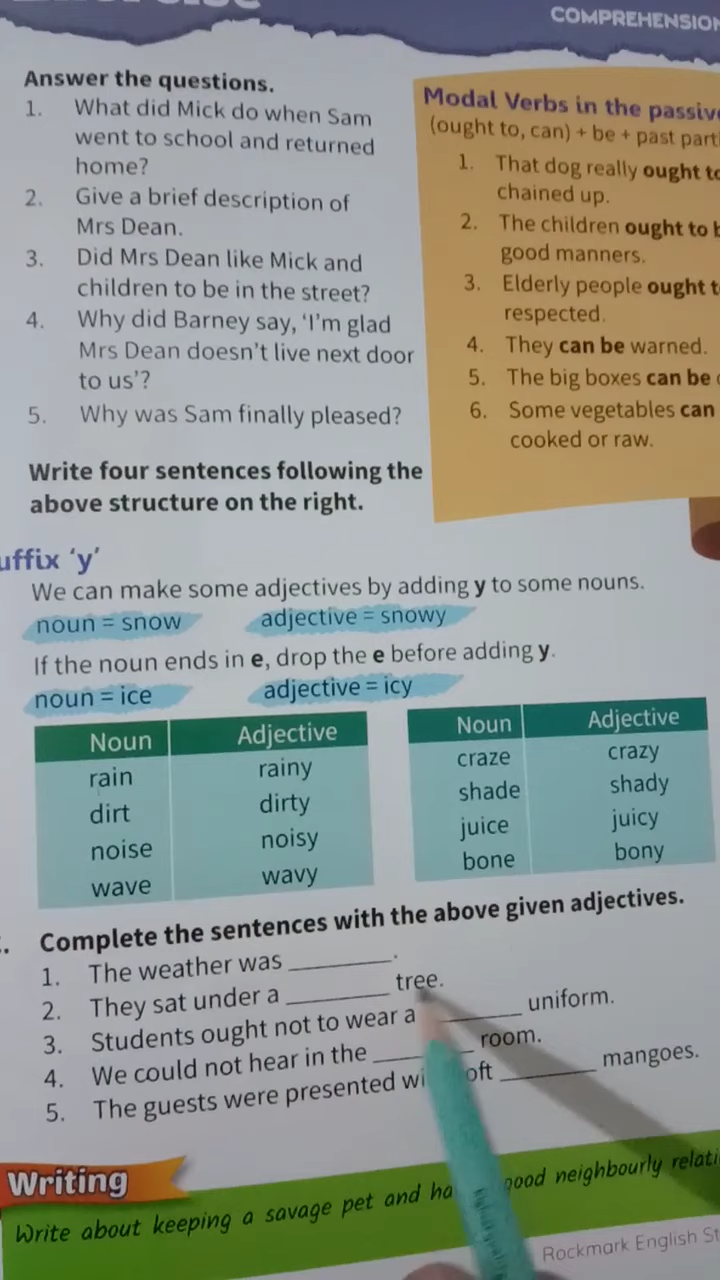 COMPREHENSION
Answer the questions.
1. What did Mick do when Sam
went to school and returned
home?
2. Give a brief description of
Mrs Dean.
3. Did Mrs Dean like Mick and
children to be in the street?
4. Why did Barney say, 'I'm glad
Mrs Dean doesn't live next door
to us'?
5. Why was Sam finally pleased?
Write four sentences following the
above structure on the right.
Modal Verbs in the passive
(ought to, can) + be + past part
1. That dog really ought to
chained up.
2. The children ought to b
good manners.
3. Elderly people ought t
respected.
4. They can be warned.
5. The big boxes can be
6. Some vegetables can
cooked or raw.
uffix 'y'
We can make some adjectives by adding y to some nouns.
noun = snow adjective = snowy
If the noun ends in e, drop the e before adding y.
noun = ice adjective = icy
Noun Adjective
rain rainy
dirt dirty
noise noisy
wave wavy
Noun Adjective
craze crazy
shade shady
juice juicy
bone bony
Complete the sentences with the above given adjectives.
1. The weather was ________.
2. They sat under a ________ tree.
3. Students ought not to wear a ________ uniform.
4. We could not hear in the ________ room.
5. The guests were presented wi oft ________ mangoes.
Writing
Write about keeping a savage pet and ha good neighbourly relati
Rockmark English St